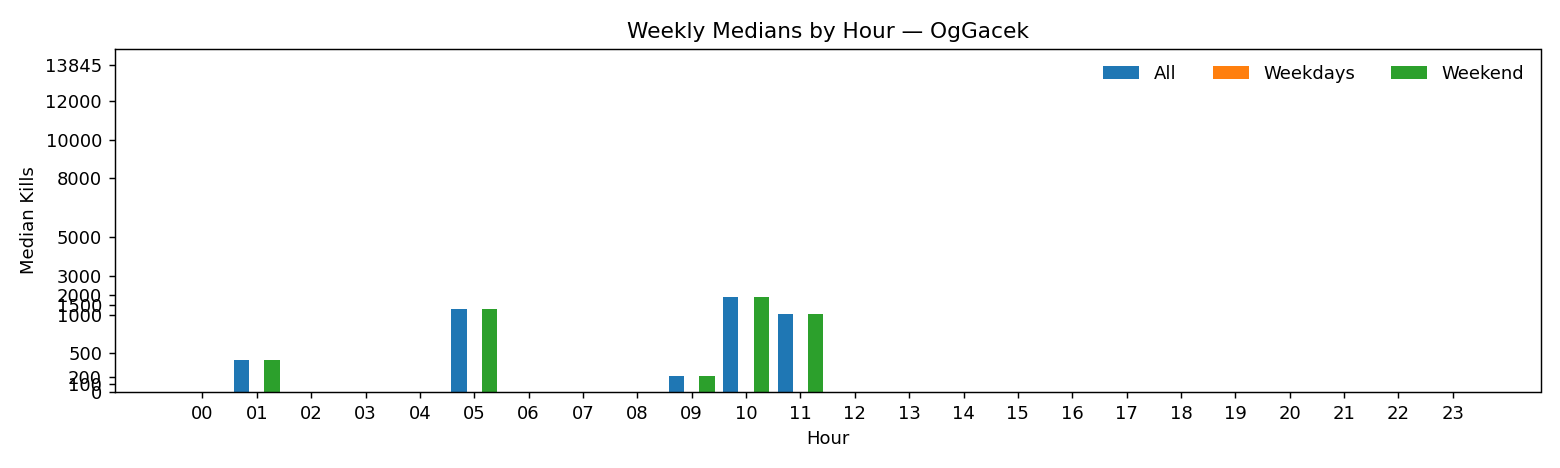 Weekly Medians by Hour — OgGacek
All Weekdays Weekend
Median Kills
13845
12000
10000
8000
5000
3000
2000
1500
1000
500
200
100
0
00 01 02 03 04 05 06 07 08 09 10 11 12 13 14 15 16 17 18 19 20 21 22 23
Hour